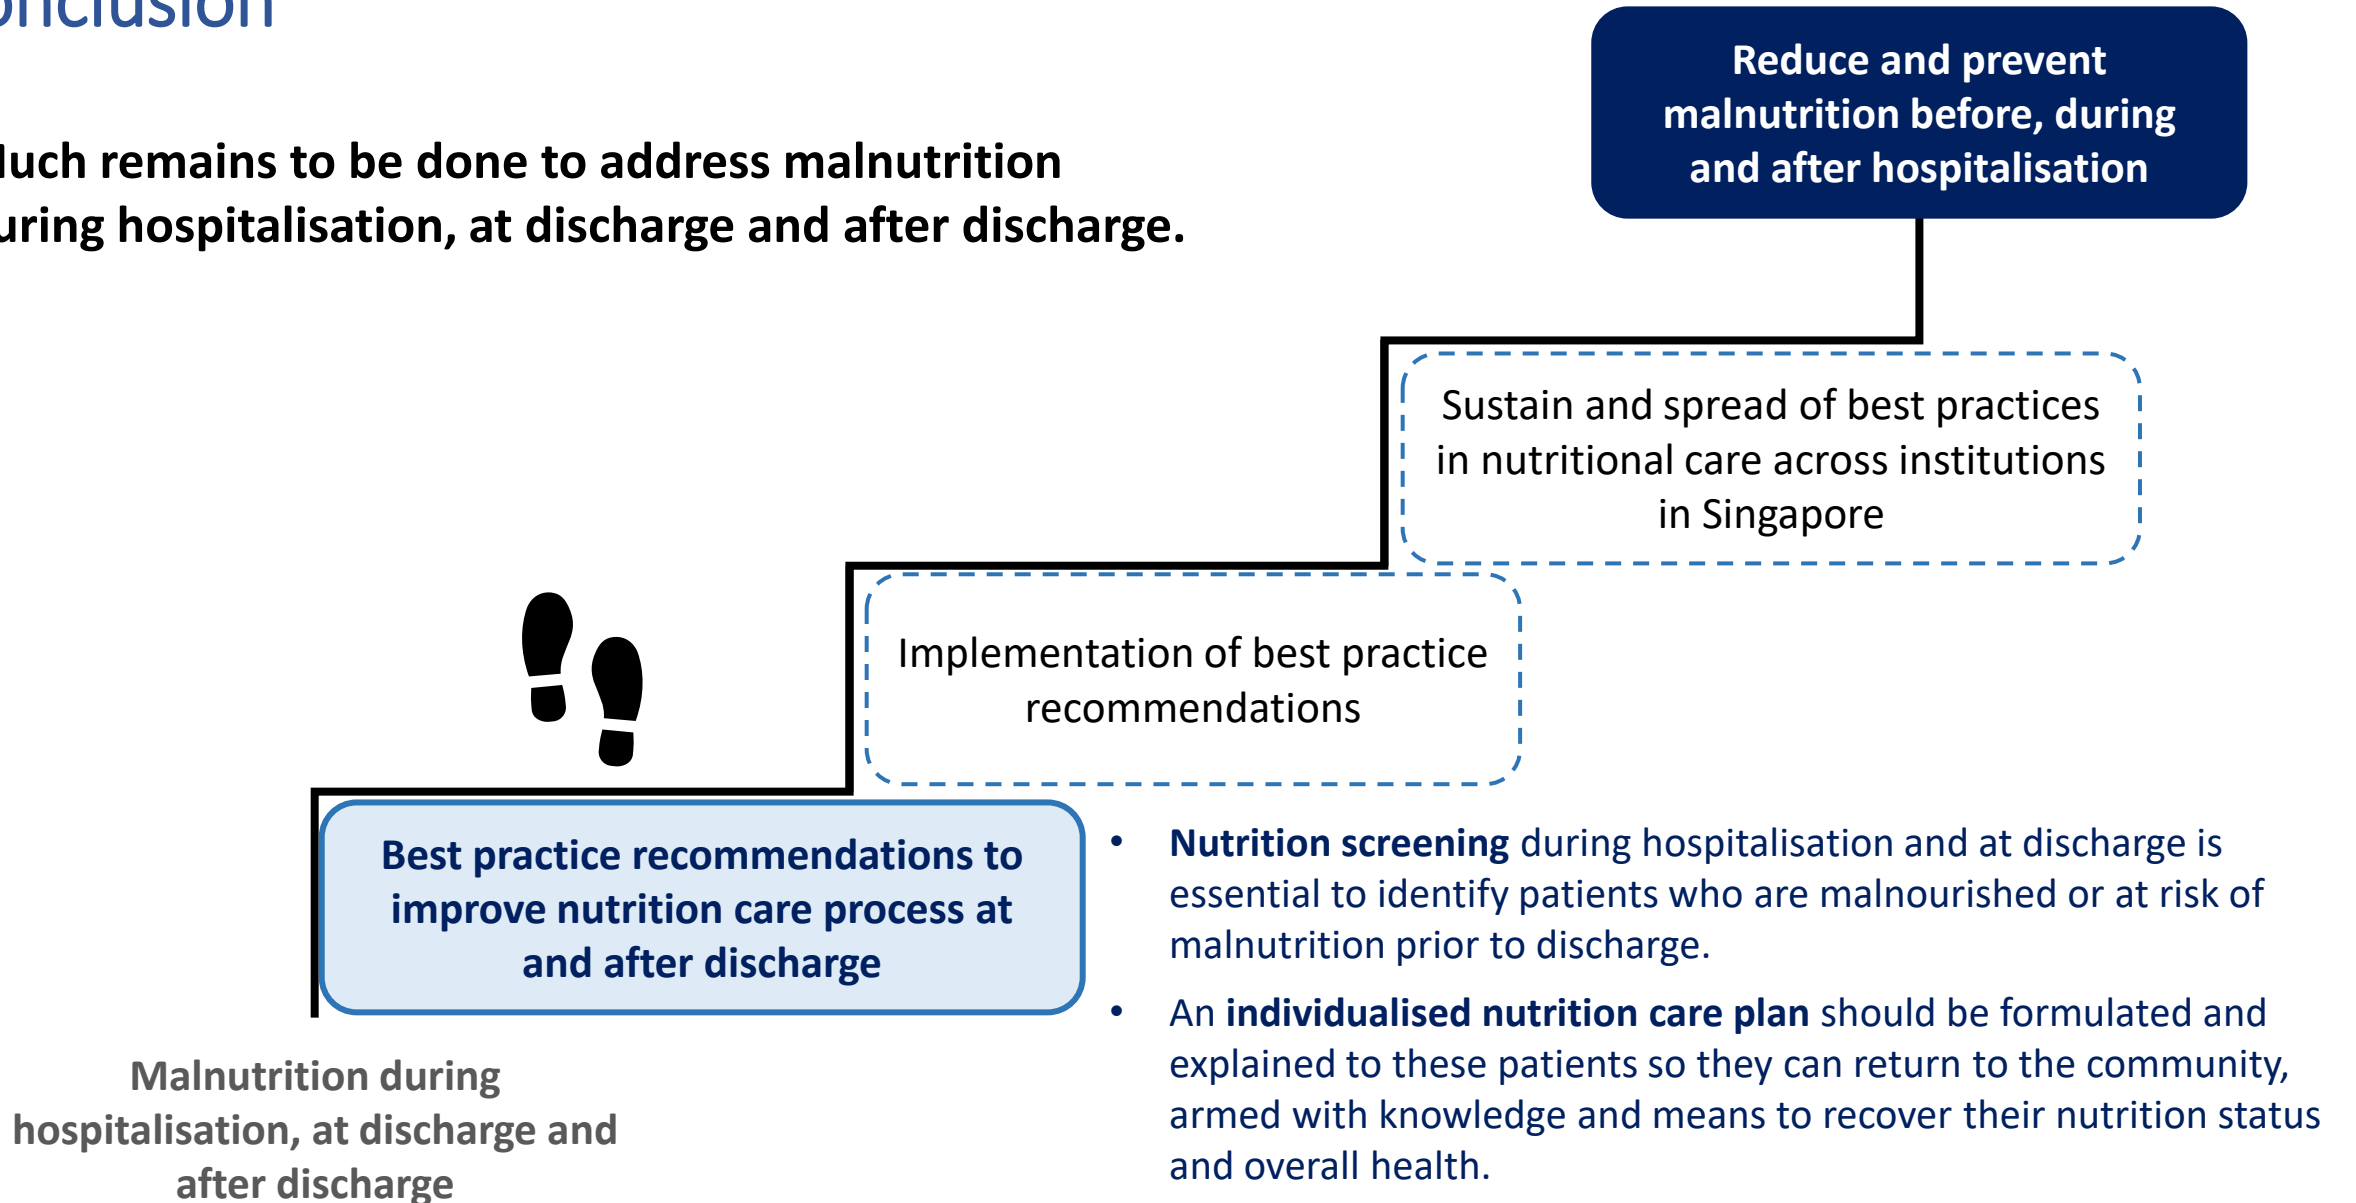 onclusion
Much remains to be done to address malnutrition
during hospitalisation, at discharge and after discharge.
Reduce and prevent
malnutrition before, during
and after hospitalisation
Sustain and spread of best practices
in nutritional care across institutions
in Singapore
Implementation of best practice
recommendations
Best practice recommendations to
improve nutrition care process at
and after discharge
Malnutrition during
hospitalisation, at discharge and
after discharge
• Nutrition screening during hospitalisation and at discharge is
essential to identify patients who are malnourished or at risk of
malnutrition prior to discharge.
• An individualised nutrition care plan should be formulated and
explained to these patients so they can return to the community,
armed with knowledge and means to recover their nutrition status
and overall health.